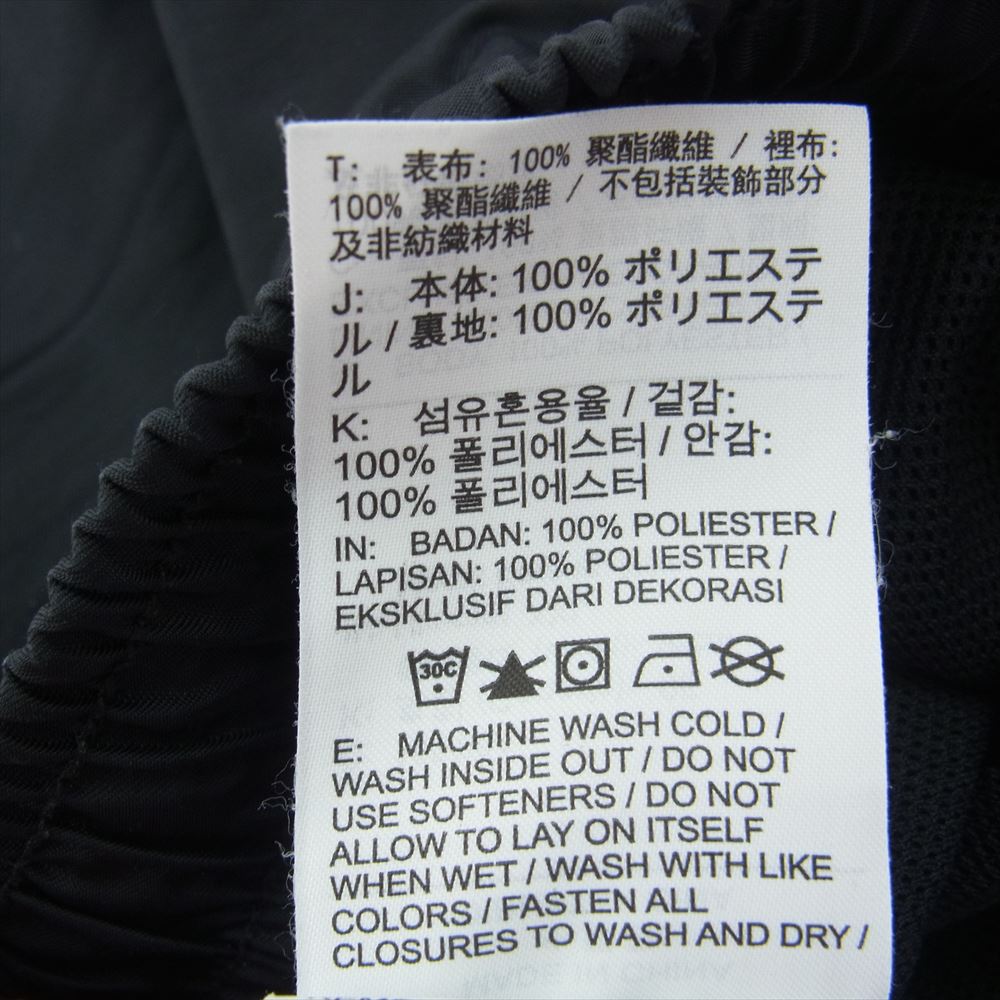 T: 表布: 100% 聚酯纖維 / 裡布:
100% 聚酯纖維 / 不包括裝飾部分
及非紡織材料
J: 本体: 100% ポリエステ
ル / 裏地: 100% ポリエステ
ル
K: 섬유혼용율 / 겉감:
100% 폴리에스터 / 안감:
100% 폴리에스터
IN: BADAN: 100% POLIESTER /
LAPISAN: 100% POLIESTER /
EKSKLUSIF DARI DEKORASI
30C
E: MACHINE WASH COLD /
WASH INSIDE OUT / DO NOT
USE SOFTENERS / DO NOT
ALLOW TO LAY ON ITSELF
WHEN WET / WASH WITH LIKE
COLORS / FASTEN ALL
CLOSURES TO WASH AND DRY /